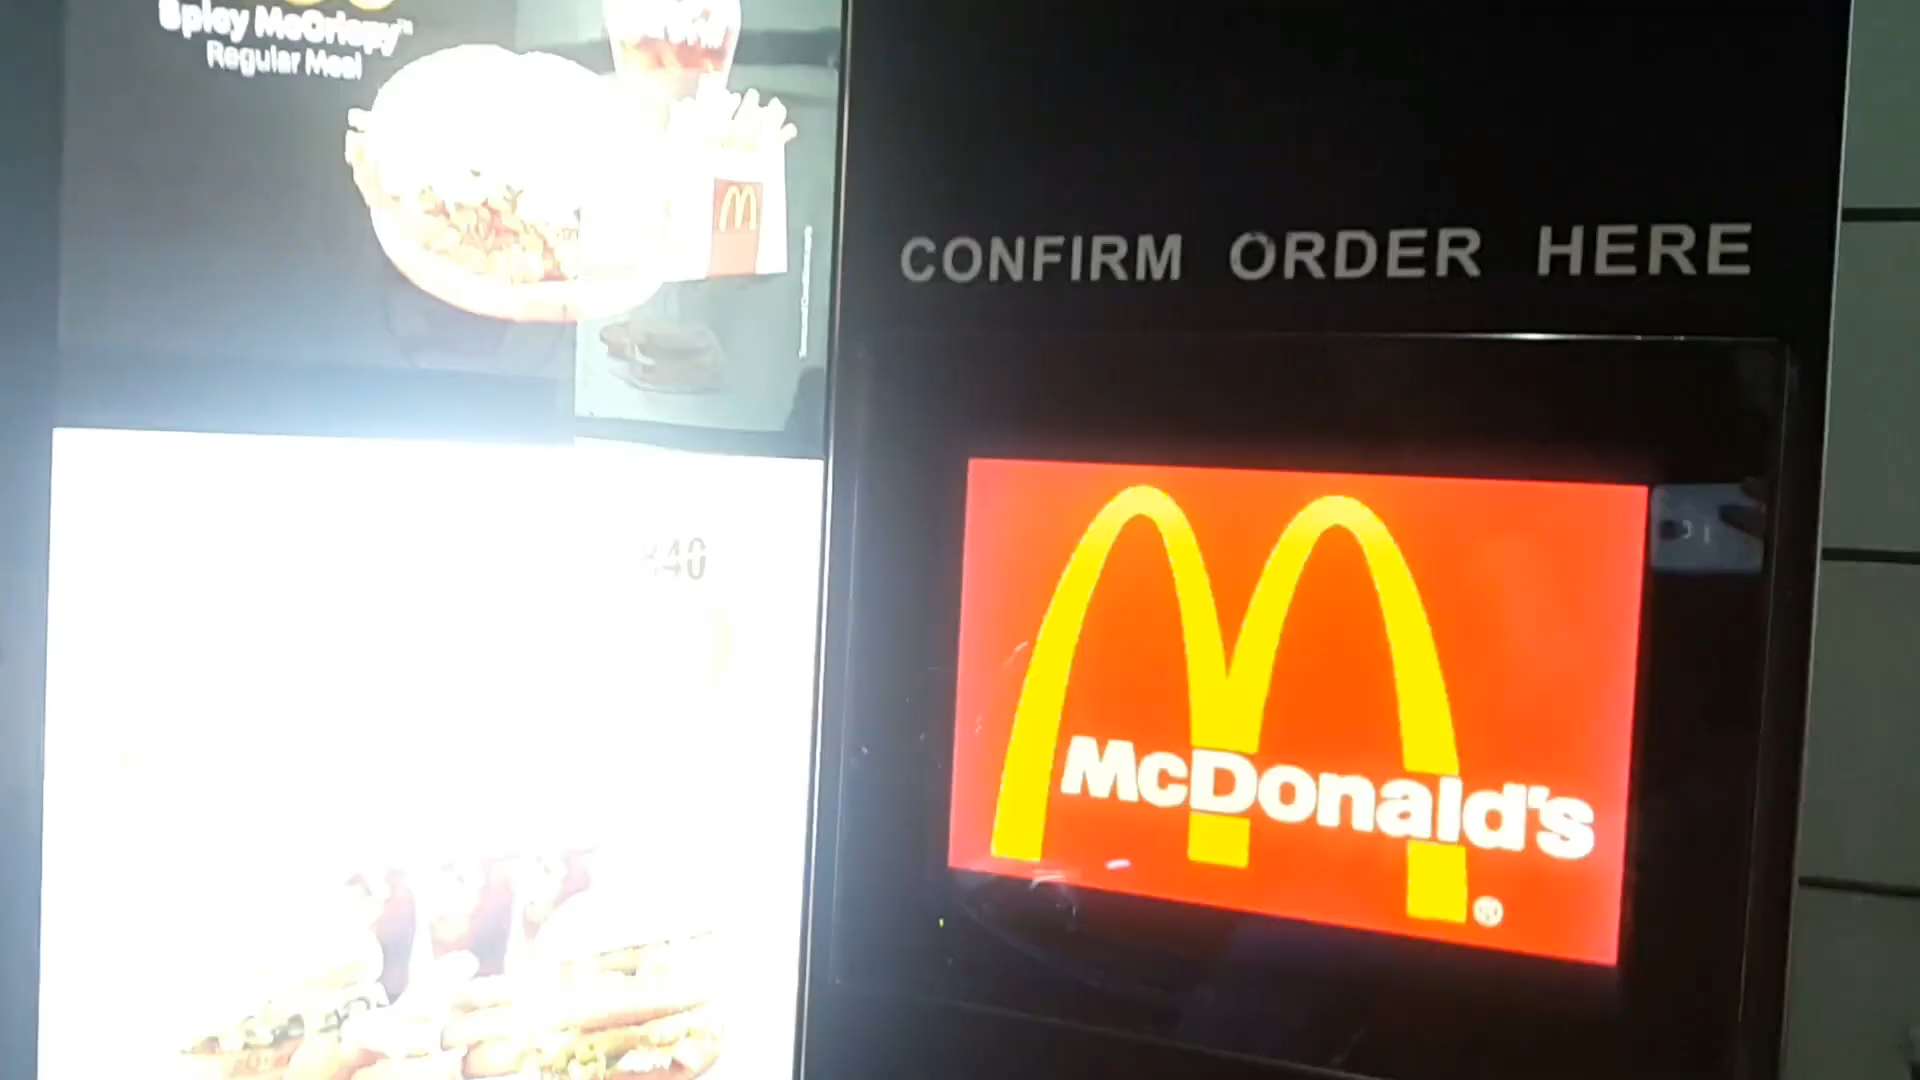 Spicy McCrispy™
Regular Meal
CONFIRM ORDER HERE
McDonald's®